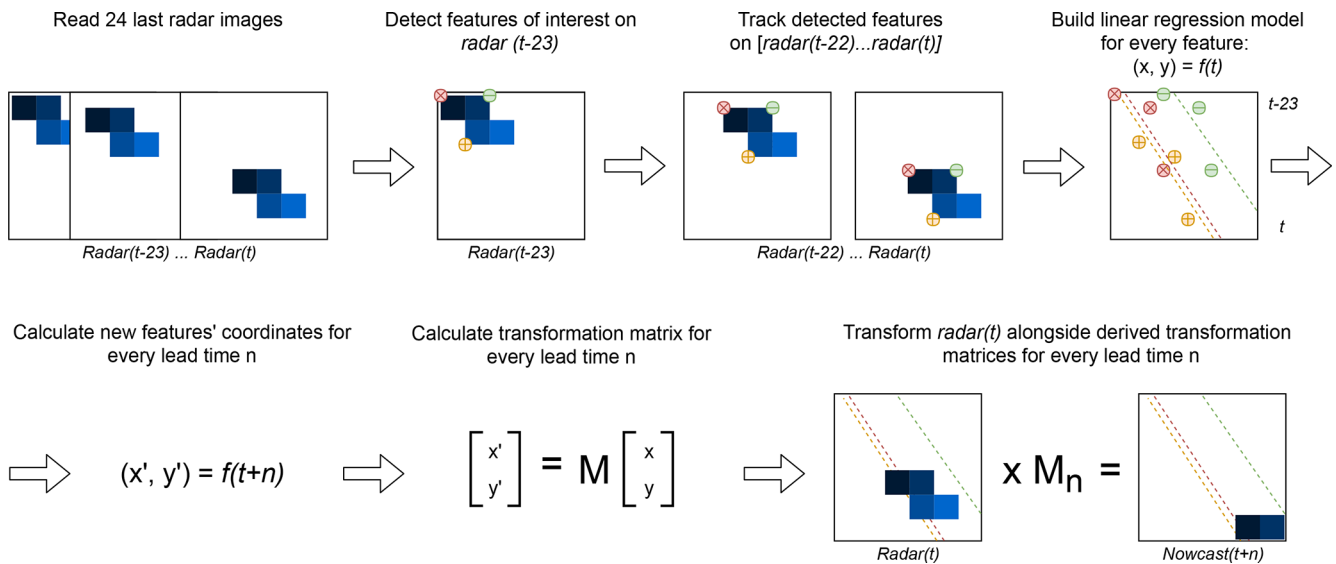 Read 24 last radar images
Detect features of interest on
radar (t-23)
Track detected features
on [radar(t-22)...radar(t)]
Build linear regression model
for every feature:
(x, y) = f(t)
Radar(t-23) ... Radar(t)
Radar(t-23)
Radar(t-22) ... Radar(t)
t-23
t
Calculate new features' coordinates for
every lead time n
(x', y') = f(t+n)
Calculate transformation matrix for
every lead time n
[x' y'] = M [x y]
Transform radar(t) alongside derived transformation
matrices for every lead time n
x Mn =
Radar(t)
Nowcast(t+n)